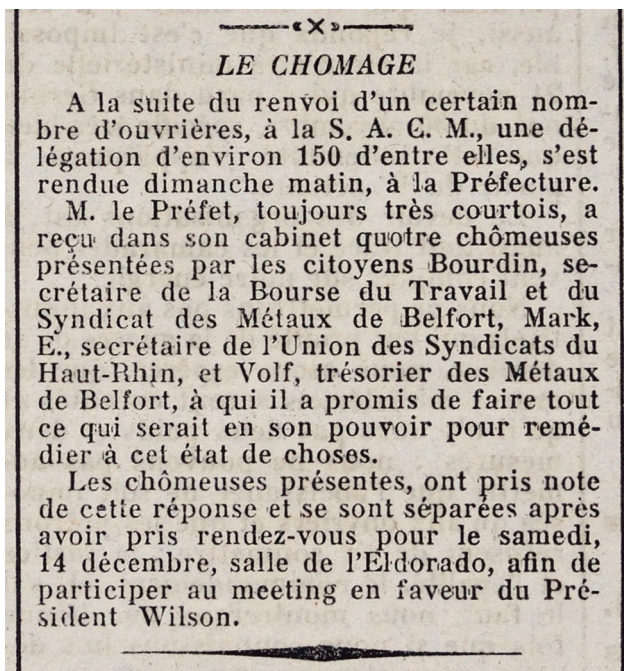 LE CHOMAGE
A la suite du renvoi d'un certain nom-
bre d'ouvrières, à la S. A. C. M., une dé-
légation d'environ 150 d'entre elles, s'est
rendue dimanche matin, à la Préfecture.
M. le Préfet, toujours très courtois, a
reçu dans son cabinet quotre chômeuses
présentées par les citoyens Bourdin, se-
crétaire de la Bourse du Travail et du
Syndicat des Métaux de Belfort, Mark,
E., secrétaire de l'Union des Syndicats du
Haut-Rhin, et Volf, trésorier des Métaux
de Belfort, à qui il a promis de faire tout
ce qui serait en son pouvoir pour remé-
dier à cet état de choses.
Les chômeuses présentes, ont pris note
de cette réponse et se sont séparées après
avoir pris rendez-vous pour le samedi,
14 décembre, salle de l'Eldorado, afin de
participer au meeting en faveur du Pré-
sident Wilson.